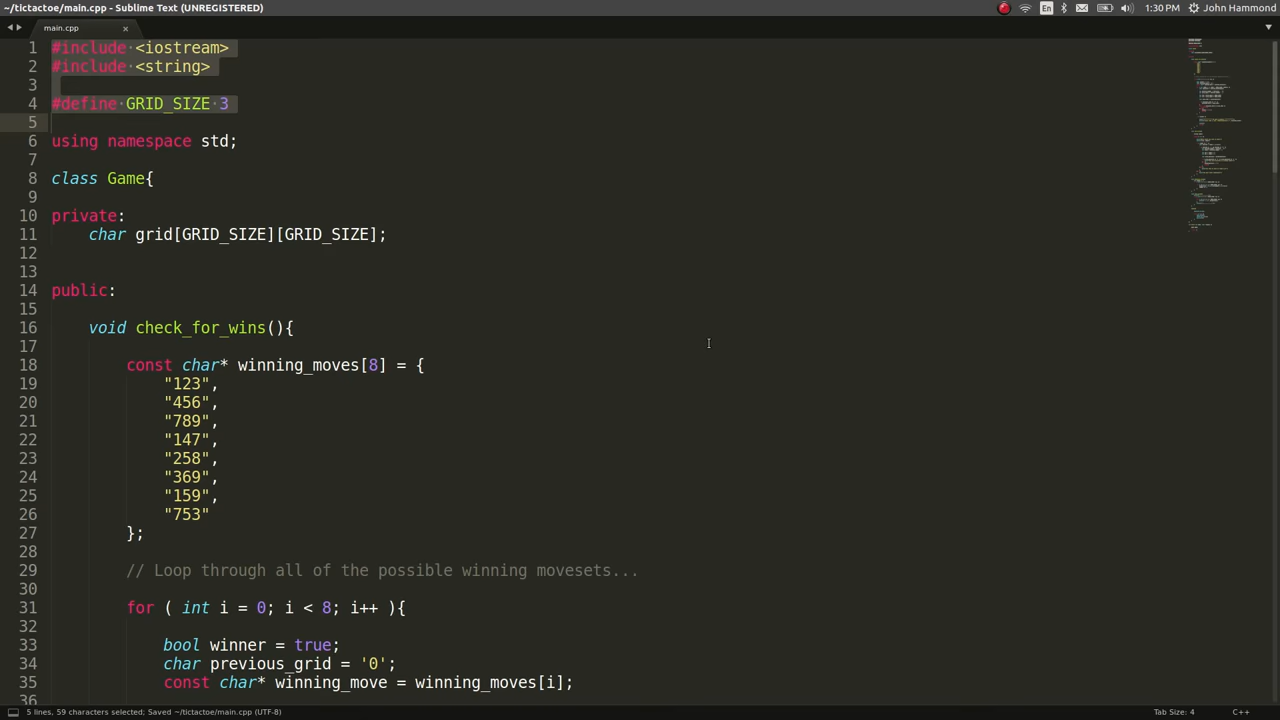 ~/tictactoe/main.cpp - Sublime Text (UNREGISTERED) En 1:30 PM John Hammond
main.cpp ×
1 #include <iostream>
2 #include <string>
3
4 #define GRID_SIZE 3
5
6 using namespace std;
7
8 class Game{
9
10 private:
11 char grid[GRID_SIZE][GRID_SIZE];
12
13
14 public:
15
16 void check_for_wins(){
17
18 const char* winning_moves[8] = {
19 "123",
20 "456",
21 "789",
22 "147",
23 "258",
24 "369",
25 "159",
26 "753"
27 };
28
29 // Loop through all of the possible winning movesets...
30
31 for ( int i = 0; i < 8; i++ ){
32
33 bool winner = true;
34 char previous_grid = '0';
35 const char* winning_move = winning_moves[i];
36
5 lines, 59 characters selected; Saved ~/tictactoe/main.cpp (UTF-8) Tab Size: 4 C++